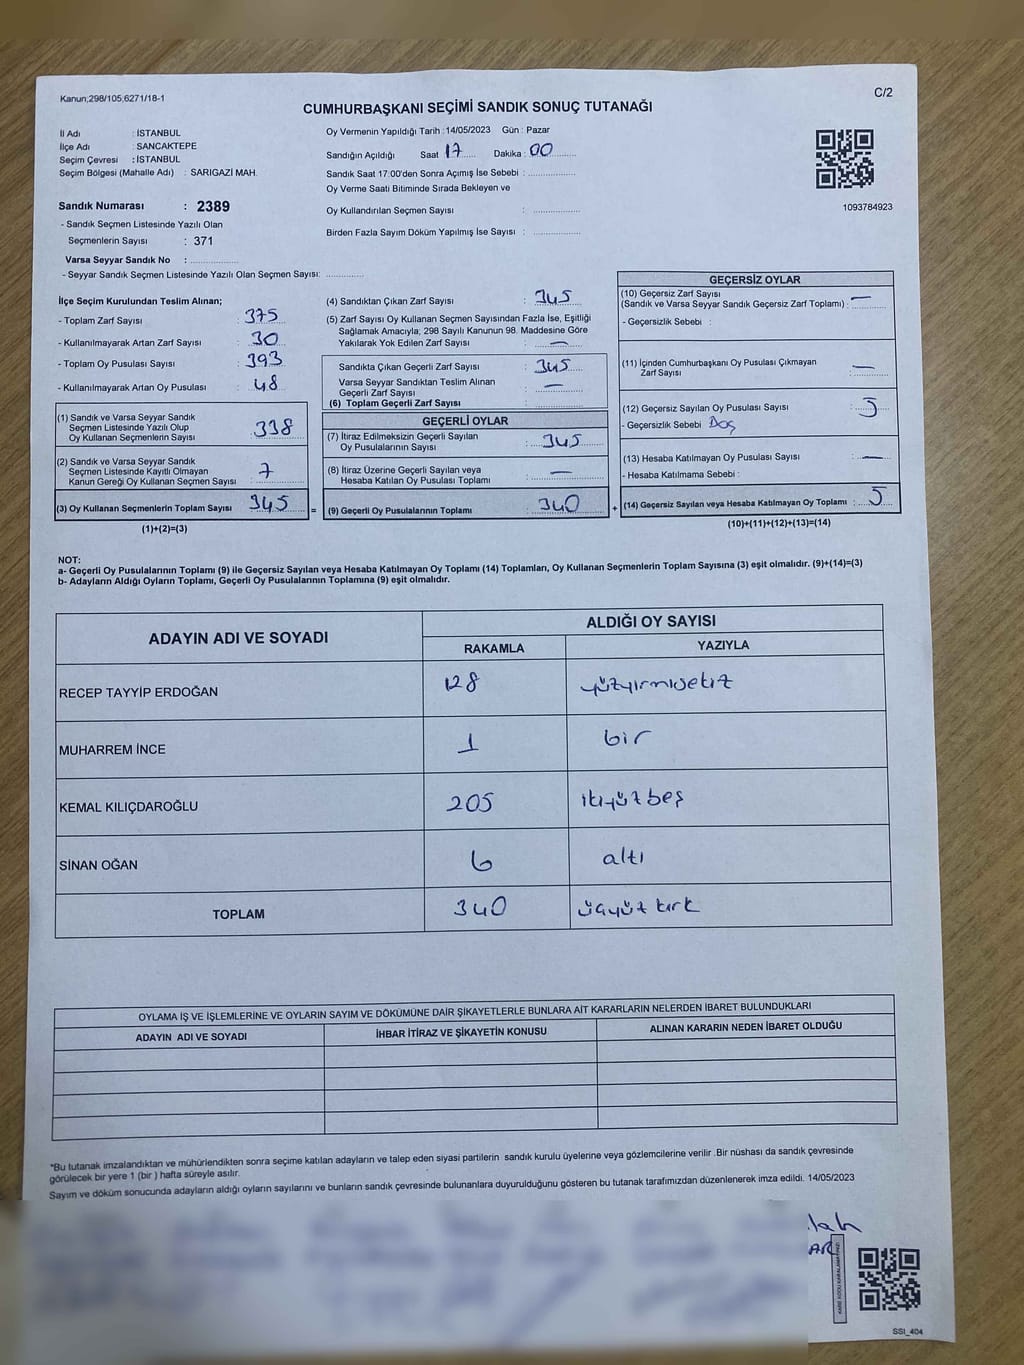 Kanun;298/105;6271/18-1
C/2
CUMHURBAŞKANI SEÇİMİ SANDIK SONUÇ TUTANAĞI
İl Adı : İSTANBUL
İlçe Adı : SANCAKTEPE
Seçim Çevresi : İSTANBUL
Seçim Bölgesi (Mahalle Adı) : SARIGAZİ MAH.
Sandık Numarası : 2389
- Sandık Seçmen Listesinde Yazılı Olan
Seçmenlerin Sayısı : 371
Varsa Seyyar Sandık No :
- Seyyar Sandık Seçmen Listesinde Yazılı Olan Seçmen Sayısı:
Oy Vermenin Yapıldığı Tarih :14/05/2023 Gün : Pazar
Sandığın Açıldığı Saat 17 Dakika : 00
Sandık Saat 17:00'den Sonra Açımış İse Sebebi :
Oy Verme Saati Bitiminde Sırada Bekleyen ve
Oy Kullandırılan Seçmen Sayısı :
Birden Fazla Sayım Döküm Yapılmış İse Sayısı :
1093784923
İlçe Seçim Kurulundan Teslim Alınan;
- Toplam Zarf Sayısı : 375
- Kullanılmayarak Artan Zarf Sayısı : 30
- Toplam Oy Pusulası Sayısı : 393
- Kullanılmayarak Artan Oy Pusulası : 48
(1) Sandık ve Varsa Seyyar Sandık
Seçmen Listesinde Yazılı Olup
Oy Kullanan Seçmenlerin Sayısı : 338
(2) Sandık ve Varsa Seyyar Sandık
Seçmen Listesinde Kayıtlı Olmayan
Kanun Gereği Oy Kullanan Seçmen Sayısı : 7
(3) Oy Kullanan Seçmenlerin Toplam Sayısı : 345 =
(1)+(2)=(3)
(4) Sandıktan Çıkan Zarf Sayısı : 345
(5) Zarf Sayısı Oy Kullanan Seçmen Sayısından Fazla İse, Eşitliği
Sağlamak Amacıyla; 298 Sayılı Kanunun 98. Maddesine Göre
Yakılarak Yok Edilen Zarf Sayısı : —
Sandıkta Çıkan Geçerli Zarf Sayısı : 345
Varsa Seyyar Sandıktan Teslim Alınan
Geçerli Zarf Sayısı : —
(6) Toplam Geçerli Zarf Sayısı :
GEÇERLİ OYLAR
(7) İtiraz Edilmeksizin Geçerli Sayılan
Oy Pusulalarının Sayısı : 345
(8) İtiraz Üzerine Geçerli Sayılan veya
Hesaba Katılan Oy Pusulası Toplamı : —
(9) Geçerli Oy Pusulalarının Toplamı : 340 +
GEÇERSİZ OYLAR
(10) Geçersiz Zarf Sayısı
(Sandık ve Varsa Seyyar Sandık Geçersiz Zarf Toplamı) : —
- Geçersizlik Sebebi :
(11) İçinden Cumhurbaşkanı Oy Pusulası Çıkmayan
Zarf Sayısı : —
(12) Geçersiz Sayılan Oy Pusulası Sayısı : 5
- Geçersizlik Sebebi Boş
(13) Hesaba Katılmayan Oy Pusulası Sayısı : —
- Hesaba Katılmama Sebebi :
(14) Geçersiz Sayılan veya Hesaba Katılmayan Oy Toplamı : 5
(10)+(11)+(12)+(13)=(14)
NOT:
a- Geçerli Oy Pusulalarının Toplamı (9) ile Geçersiz Sayılan veya Hesaba Katılmayan Oy Toplamı (14) Toplamları, Oy Kullanan Seçmenlerin Toplam Sayısına (3) eşit olmalıdır. (9)+(14)=(3)
b- Adayların Aldığı Oyların Toplamı, Geçerli Oy Pusulalarının Toplamına (9) eşit olmalıdır.
ADAYIN ADI VE SOYADI
ALDIĞI OY SAYISI
RAKAMLA YAZIYLA
RECEP TAYYİP ERDOĞAN 128 yüzyirmisekiz
MUHARREM İNCE 1 bir
KEMAL KILIÇDAROĞLU 205 ikiyüzbeş
SİNAN OĞAN 6 altı
TOPLAM 340 üçyüzkırk
OYLAMA İŞ VE İŞLEMLERİNE VE OYLARIN SAYIM VE DÖKÜMÜNE DAİR ŞİKAYETLERLE BUNLARA AİT KARARLARIN NELERDEN İBARET BULUNDUKLARI
ADAYIN ADI VE SOYADI İHBAR İTİRAZ VE ŞİKAYETİN KONUSU ALINAN KARARIN NEDEN İBARET OLDUĞU
*Bu tutanak imzalandıktan ve mühürlendikten sonra seçime katılan adayların ve talep eden siyasi partilerin sandık kurulu üyelerine veya gözlemcilerine verilir .Bir nüshası da sandık çevresinde
görülecek bir yere 1 (bir ) hafta süreyle asılır.
Sayım ve döküm sonucunda adayların aldığı oyların sayılarını ve bunların sandık çevresinde bulunanlara duyurulduğunu gösteren bu tutanak tarafımızdan düzenlenerek imza edildi. 14/05/2023
SSI_404